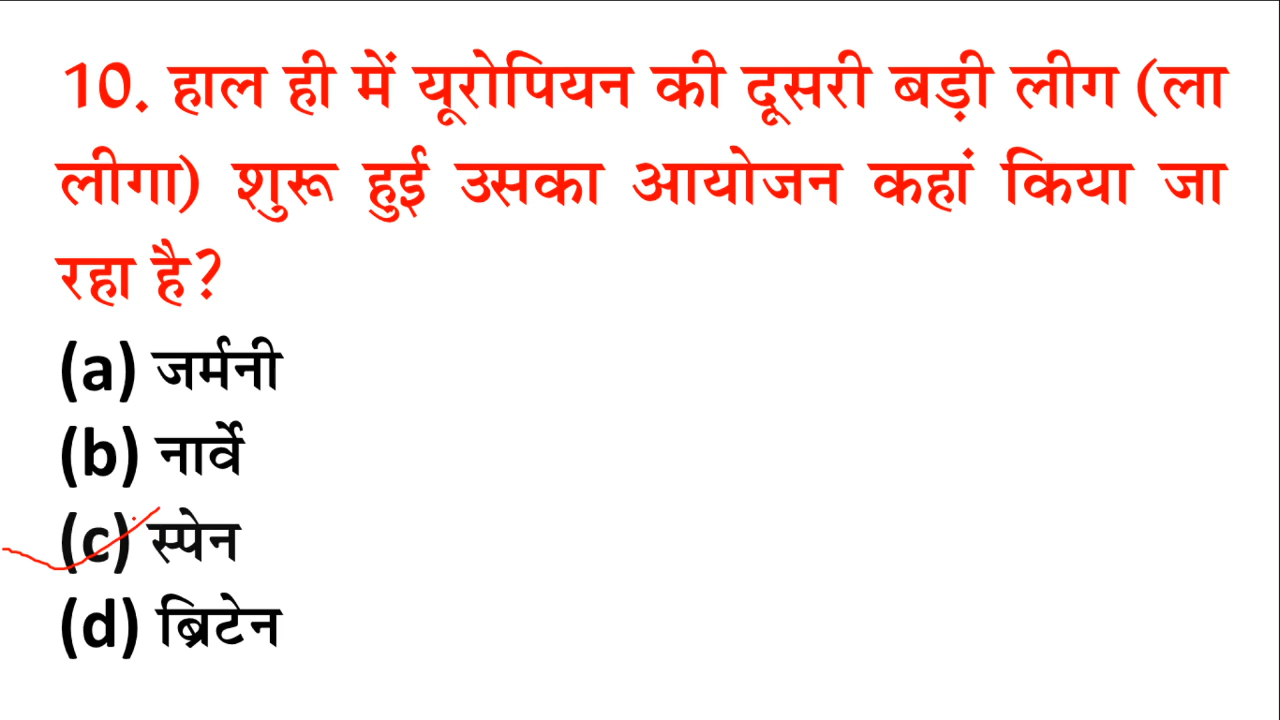 10. हाल ही में यूरोपियन की दूसरी बड़ी लीग (ला
लीगा) शुरू हुई उसका आयोजन कहां किया जा
रहा है?
(a) जर्मनी
(b) नार्वे
(c) स्पेन
(d) ब्रिटेन